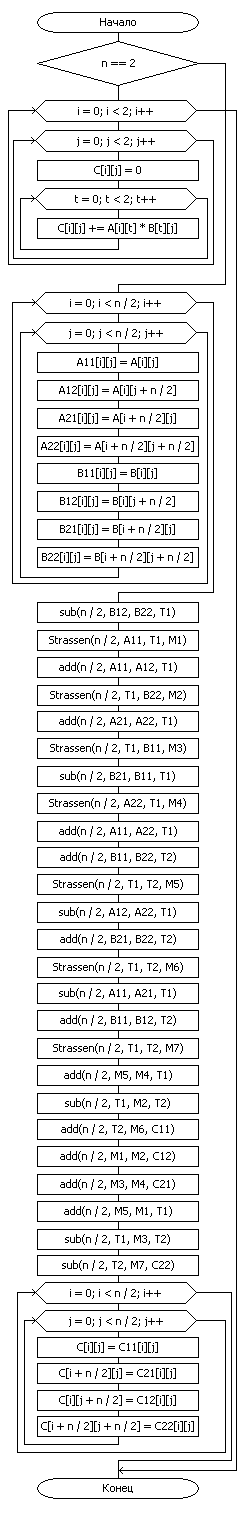 Начало
n == 2
i = 0; i < 2; i++
j = 0; j < 2; j++
C[i][j] = 0
t = 0; t < 2; t++
C[i][j] += A[i][t] * B[t][j]
i = 0; i < n / 2; i++
j = 0; j < n / 2; j++
A11[i][j] = A[i][j]
A12[i][j] = A[i][j + n / 2]
A21[i][j] = A[i + n / 2][j]
A22[i][j] = A[i + n / 2][j + n / 2]
B11[i][j] = B[i][j]
B12[i][j] = B[i][j + n / 2]
B21[i][j] = B[i + n / 2][j]
B22[i][j] = B[i + n / 2][j + n / 2]
sub(n / 2, B12, B22, T1)
Strassen(n / 2, A11, T1, M1)
add(n / 2, A11, A12, T1)
Strassen(n / 2, T1, B22, M2)
add(n / 2, A21, A22, T1)
Strassen(n / 2, T1, B11, M3)
sub(n / 2, B21, B11, T1)
Strassen(n / 2, A22, T1, M4)
add(n / 2, A11, A22, T1)
add(n / 2, B11, B22, T2)
Strassen(n / 2, T1, T2, M5)
sub(n / 2, A12, A22, T1)
add(n / 2, B21, B22, T2)
Strassen(n / 2, T1, T2, M6)
sub(n / 2, A11, A21, T1)
add(n / 2, B11, B12, T2)
Strassen(n / 2, T1, T2, M7)
add(n / 2, M5, M4, T1)
sub(n / 2, T1, M2, T2)
add(n / 2, T2, M6, C11)
add(n / 2, M1, M2, C12)
add(n / 2, M3, M4, C21)
add(n / 2, M5, M1, T1)
sub(n / 2, T1, M3, T2)
sub(n / 2, T2, M7, C22)
i = 0; i < n / 2; i++
j = 0; j < n / 2; j++
C[i][j] = C11[i][j]
C[i + n / 2][j] = C21[i][j]
C[i][j + n / 2] = C12[i][j]
C[i + n / 2][j + n / 2] = C22[i][j]
Конец